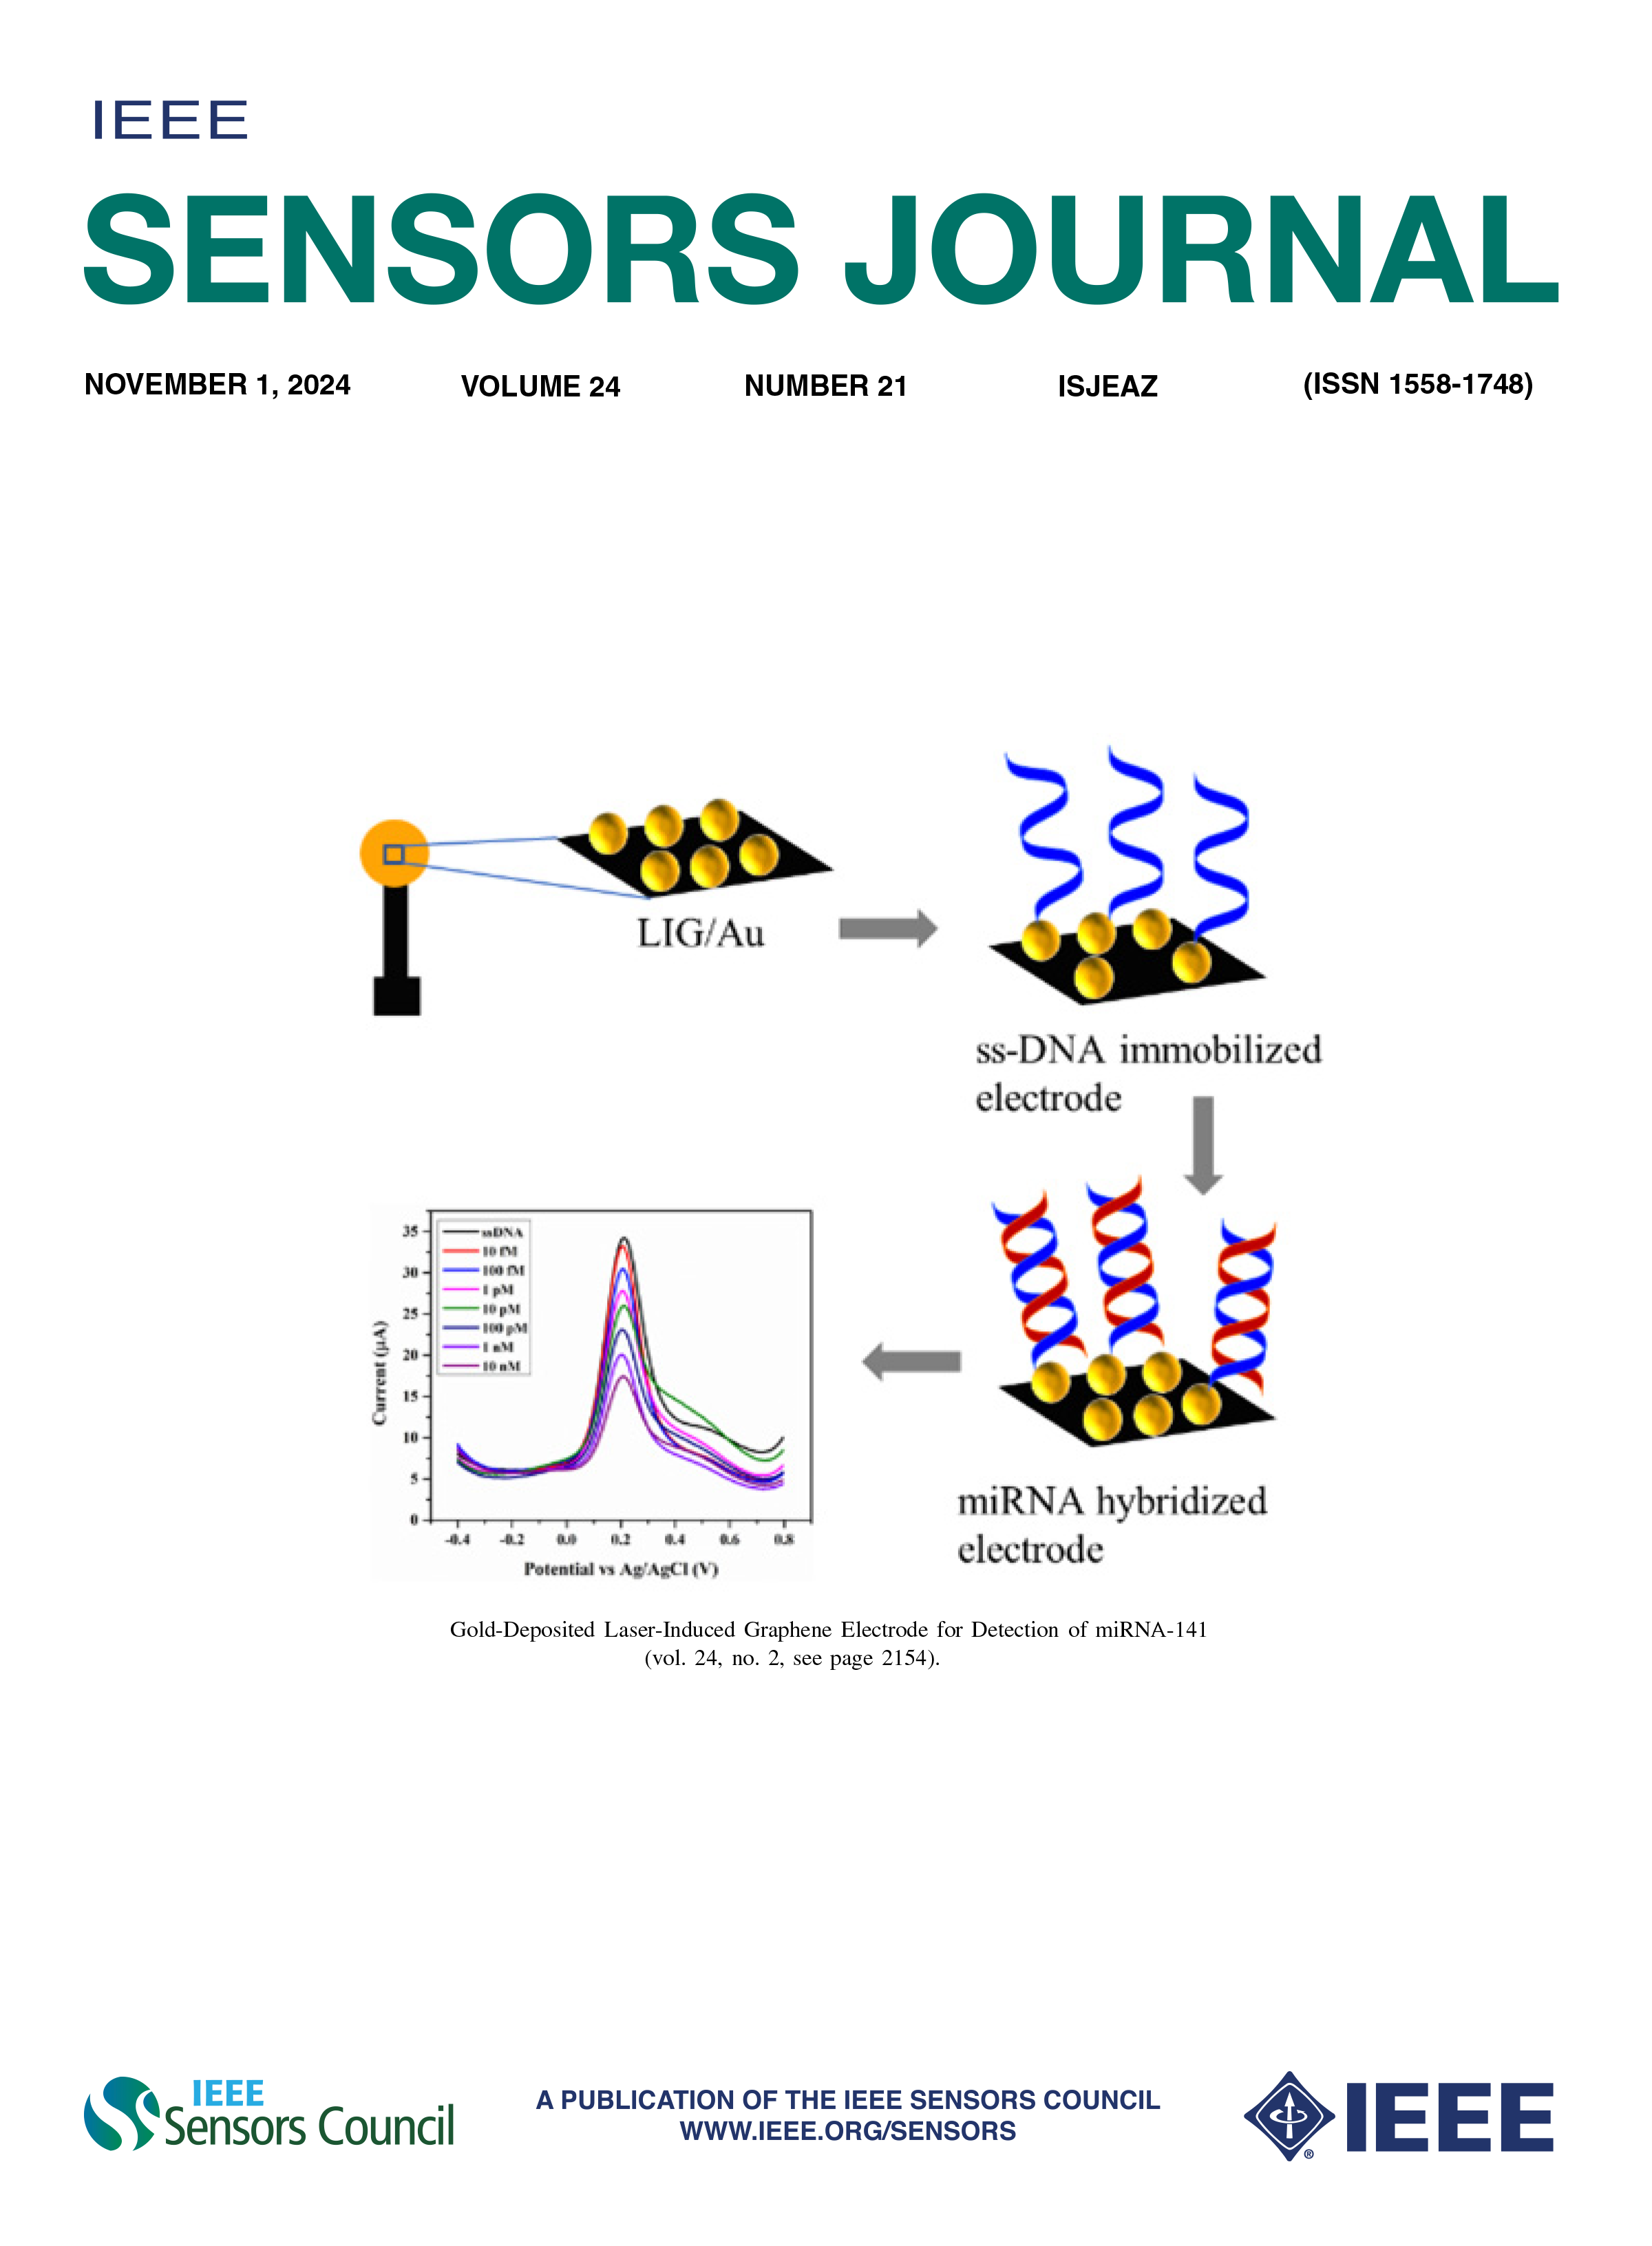 IEEE
SENSORS JOURNAL
NOVEMBER 1, 2024 VOLUME 24 NUMBER 21 ISJEAZ (ISSN 1558-1748)
LIG/Au
ss-DNA immobilized
electrode
miRNA hybridized
electrode
35
30
25
20
15
10
5
0
Current (µA)
ssDNA
10 fM
100 fM
1 pM
10 pM
100 pM
1 nM
10 nM
-0.4 -0.2 0.0 0.2 0.4 0.6 0.8
Potential vs Ag/AgCl (V)
Gold-Deposited Laser-Induced Graphene Electrode for Detection of miRNA-141
(vol. 24, no. 2, see page 2154).
IEEE
Sensors Council
A PUBLICATION OF THE IEEE SENSORS COUNCIL
WWW.IEEE.ORG/SENSORS
IEEE
®